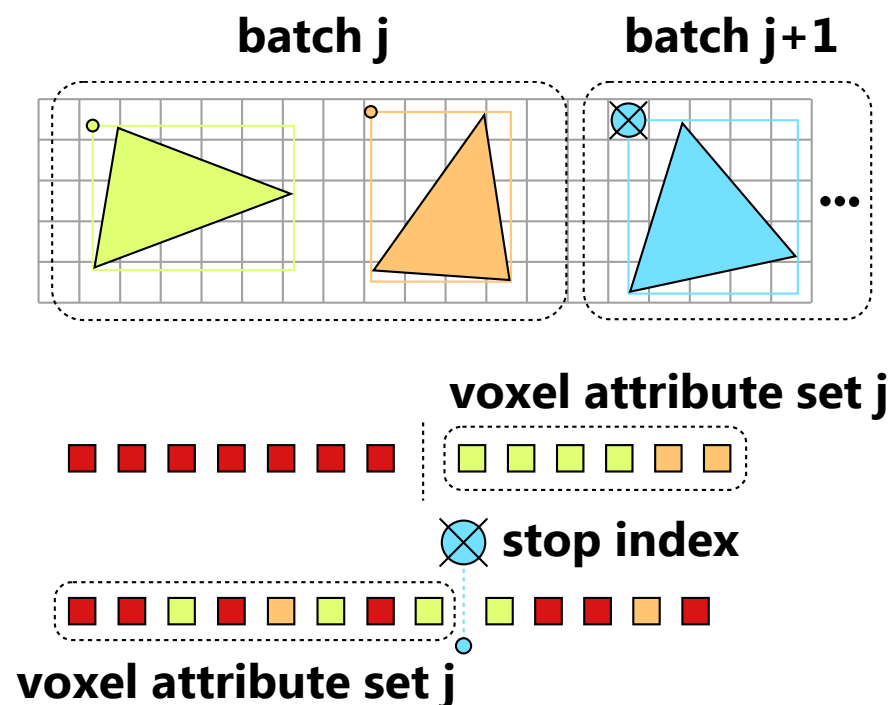 batch j
batch j+1
voxel attribute set j
stop index
voxel attribute set j